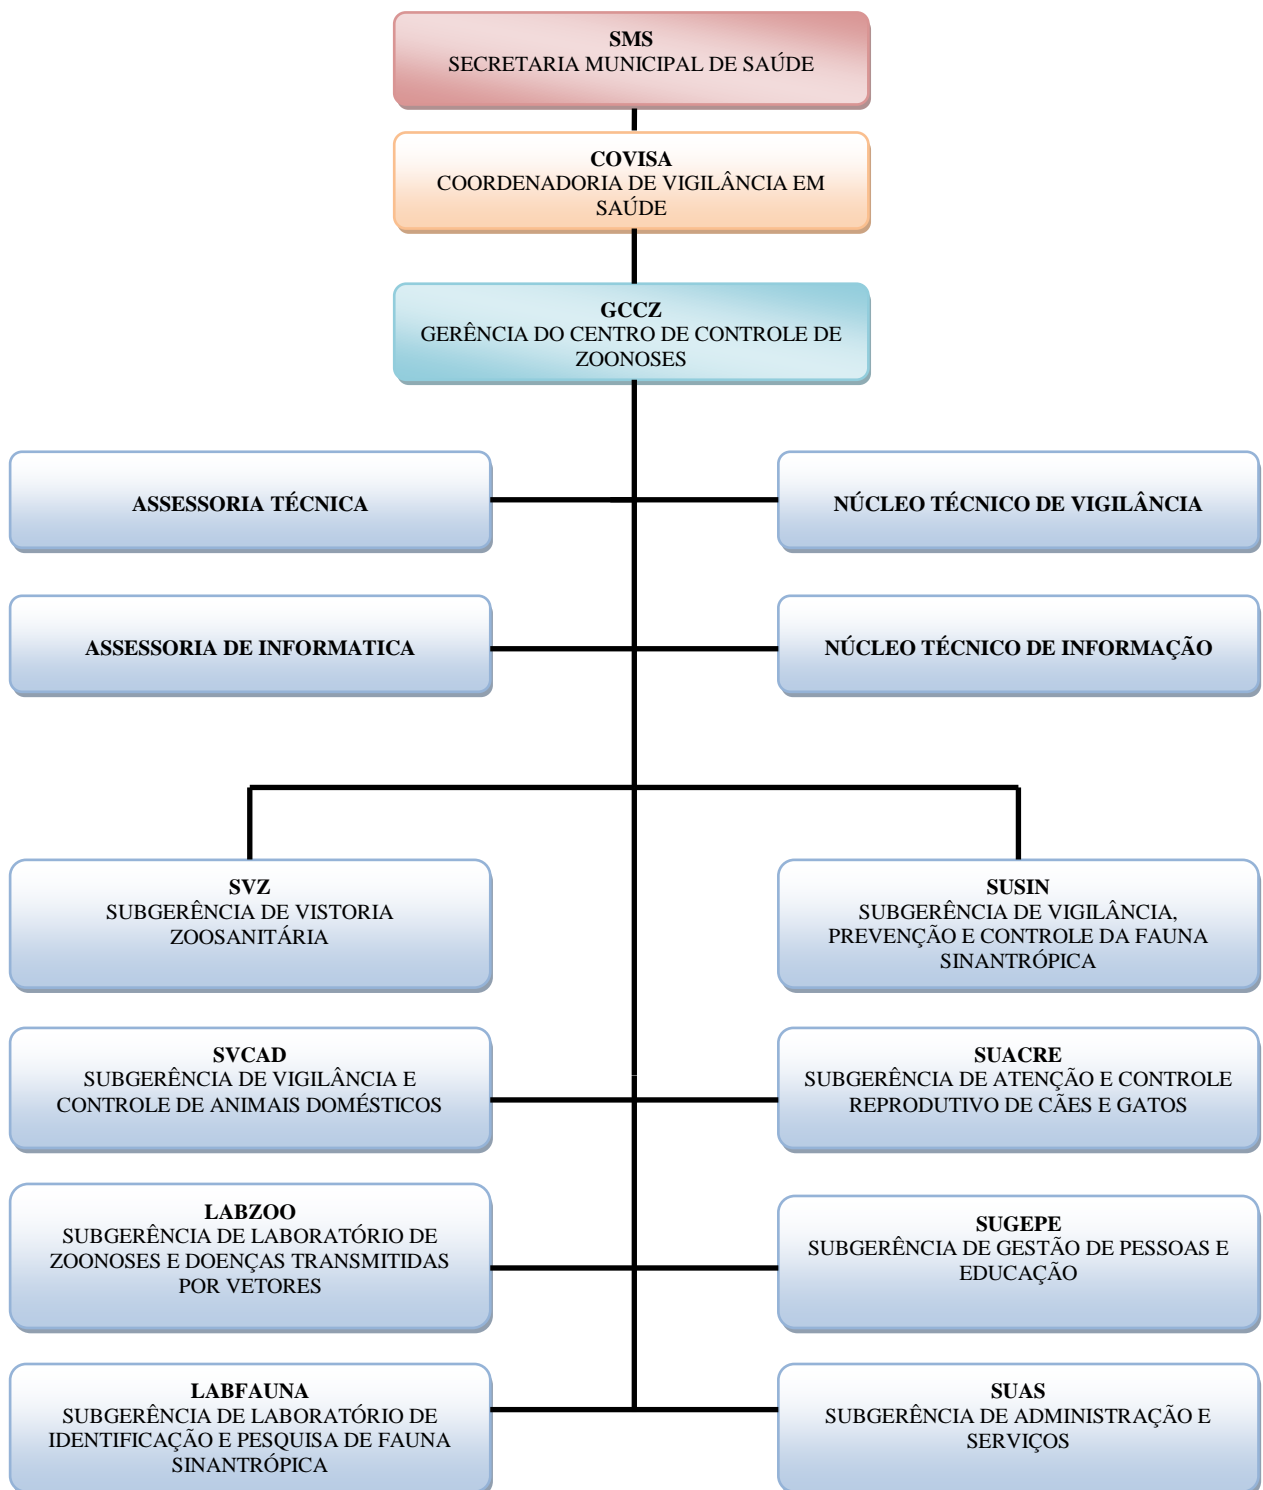 SMS
SECRETARIA MUNICIPAL DE SAÚDE
COVISA
COORDENADORIA DE VIGILÂNCIA EM
SAÚDE
GCCZ
GERÊNCIA DO CENTRO DE CONTROLE DE
ZOONOSES
ASSESSORIA TÉCNICA
NÚCLEO TÉCNICO DE VIGILÂNCIA
ASSESSORIA DE INFORMATICA
NÚCLEO TÉCNICO DE INFORMAÇÃO
SVZ
SUBGERÊNCIA DE VISTORIA
ZOOSANITÁRIA
SUSIN
SUBGERÊNCIA DE VIGILÂNCIA,
PREVENÇÃO E CONTROLE DA FAUNA
SINANTRÓPICA
SVCAD
SUBGERÊNCIA DE VIGILÂNCIA E
CONTROLE DE ANIMAIS DOMÉSTICOS
SUACRE
SUBGERÊNCIA DE ATENÇÃO E CONTROLE
REPRODUTIVO DE CÃES E GATOS
LABZOO
SUBGERÊNCIA DE LABORATÓRIO DE
ZOONOSES E DOENÇAS TRANSMITIDAS
POR VETORES
SUGEPE
SUBGERÊNCIA DE GESTÃO DE PESSOAS E
EDUCAÇÃO
LABFAUNA
SUBGERÊNCIA DE LABORATÓRIO DE
IDENTIFICAÇÃO E PESQUISA DE FAUNA
SINANTRÓPICA
SUAS
SUBGERÊNCIA DE ADMINISTRAÇÃO E
SERVIÇOS